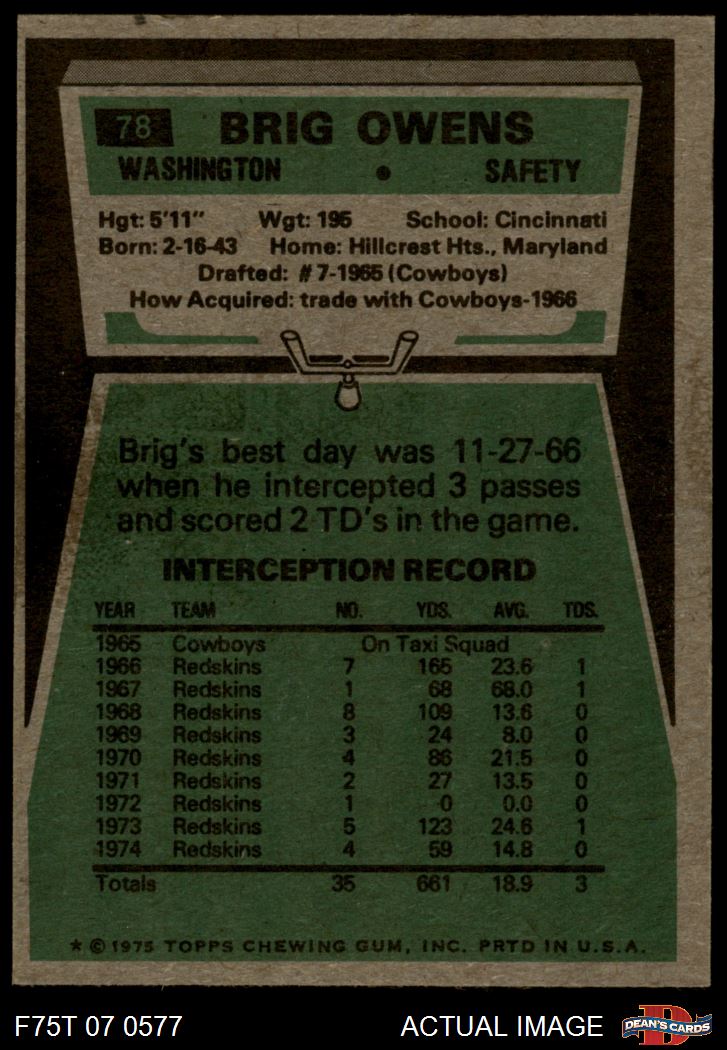 78 BRIG OWENS
WASHINGTON • SAFETY
Hgt: 5'11" Wgt: 195 School: Cincinnati
Born: 2-16-43 Home: Hillcrest Hts., Maryland
Drafted: #7-1965 (Cowboys)
How Acquired: trade with Cowboys-1966
Brig's best day was 11-27-66
when he intercepted 3 passes
and scored 2 TD's in the game.
INTERCEPTION RECORD
YEAR TEAM NO. YDS. AVG. TDS.
1965 Cowboys On Taxi Squad
1966 Redskins 7 165 23.6 1
1967 Redskins 1 68 68.0 1
1968 Redskins 8 109 13.6 0
1969 Redskins 3 24 8.0 0
1970 Redskins 4 86 21.5 0
1971 Redskins 2 27 13.5 0
1972 Redskins 1 -0 0.0 0
1973 Redskins 5 123 24.6 1
1974 Redskins 4 59 14.8 0
Totals 35 661 18.9 3
* © 1975 TOPPS CHEWING GUM, INC. PRTD IN U.S.A.
F75T 07 0577 ACTUAL IMAGE D DEAN'S CARDS